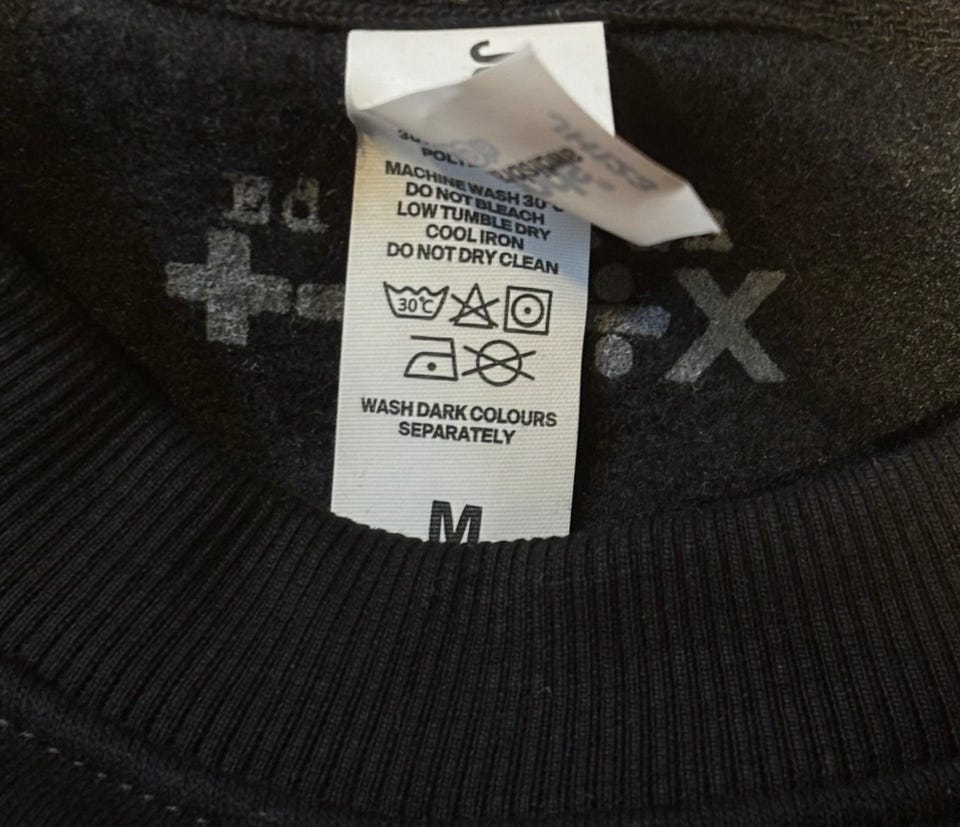 MACHINE WASH 30°C
DO NOT BLEACH
LOW TUMBLE DRY
COOL IRON
DO NOT DRY CLEAN
30°C
WASH DARK COLOURS
SEPARATELY
M
Ed
+-÷x